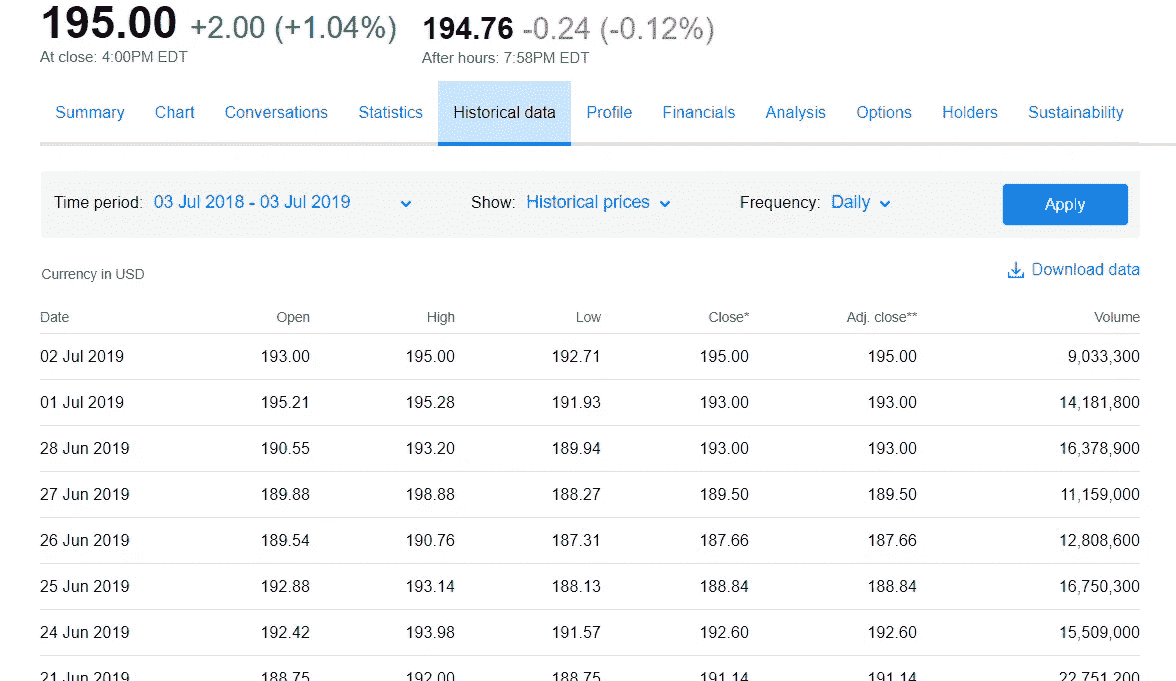 195.00 +2.00 (+1.04%) 194.76 -0.24 (-0.12%)
At close: 4:00PM EDT After hours: 7:58PM EDT
Summary Chart Conversations Statistics Historical data Profile Financials Analysis Options Holders Sustainability
Time period: 03 Jul 2018 - 03 Jul 2019 Show: Historical prices Frequency: Daily Apply
Currency in USD Download data
Date Open High Low Close* Adj. close** Volume
02 Jul 2019 193.00 195.00 192.71 195.00 195.00 9,033,300
01 Jul 2019 195.21 195.28 191.93 193.00 193.00 14,181,800
28 Jun 2019 190.55 193.20 189.94 193.00 193.00 16,378,900
27 Jun 2019 189.88 198.88 188.27 189.50 189.50 11,159,000
26 Jun 2019 189.54 190.76 187.31 187.66 187.66 12,808,600
25 Jun 2019 192.88 193.14 188.13 188.84 188.84 16,750,300
24 Jun 2019 192.42 193.98 191.57 192.60 192.60 15,509,000
21 Jun 2019 188.75 192.00 188.75 191.14 191.14 22,751,200